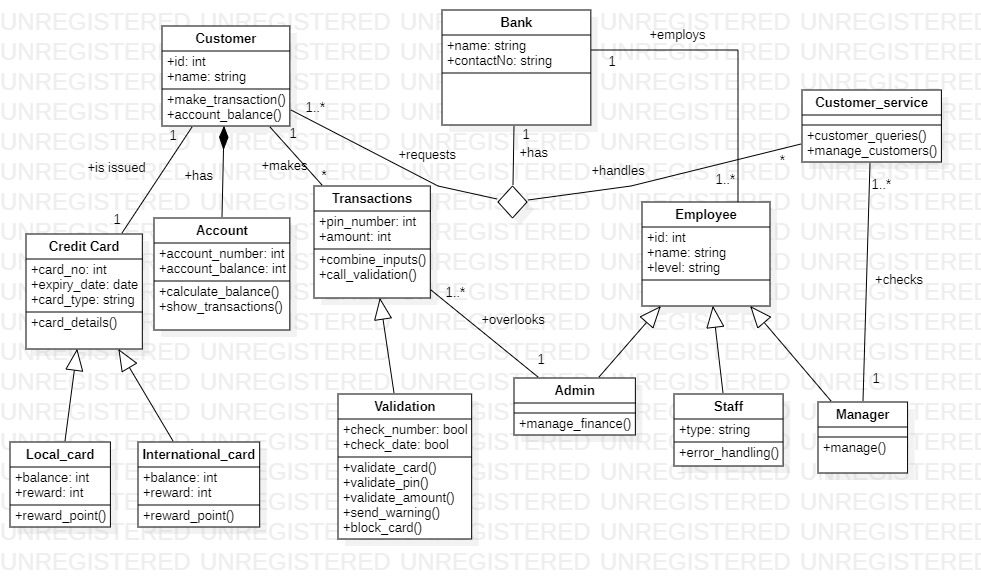 UNREGISTERED
Customer
+id: int
+name: string
+make_transaction()
+account_balance()
Bank
+name: string
+contactNo: string
+employs
1
Customer_service
+customer_queries()
+manage_customers()
1..*
+requests
1
+has
+handles
*
1..*
1
+is issued
1
+has
1
+makes
*
Transactions
+pin_number: int
+amount: int
+combine_inputs()
+call_validation()
Employee
+id: int
+name: string
+level: string
1..*
+checks
1
Credit Card
+card_no: int
+expiry_date: date
+card_type: string
+card_details()
Account
+account_number: int
+account_balance: int
+calculate_balance()
+show_transactions()
1..*
+overlooks
1
Admin
+manage_finance()
Staff
+type: string
+error_handling()
Manager
+manage()
Validation
+check_number: bool
+check_date: bool
+validate_card()
+validate_pin()
+validate_amount()
+send_warning()
+block_card()
Local_card
+balance: int
+reward: int
+reward_point()
International_card
+balance: int
+reward: int
+reward_point()